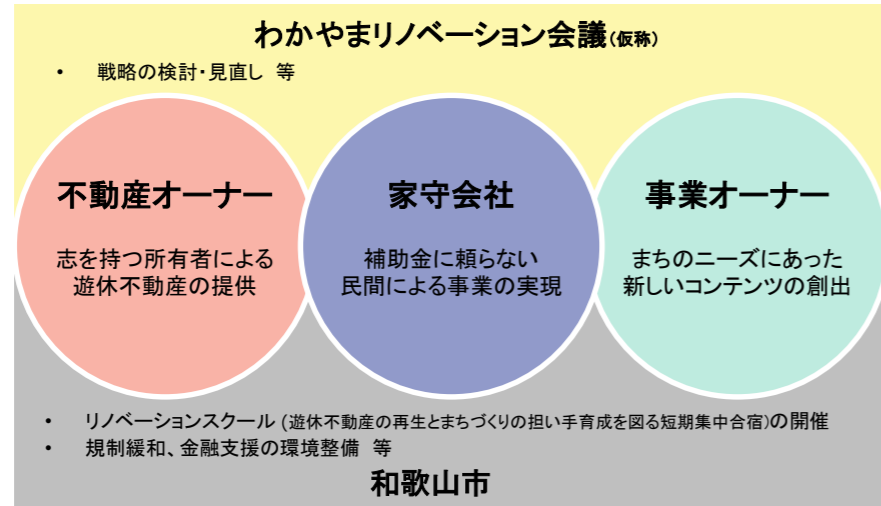 わかやまリノベーション会議(仮称)
• 戦略の検討・見直し 等
不動産オーナー
志を持つ所有者による
遊休不動産の提供
家守会社
補助金に頼らない
民間による事業の実現
事業オーナー
まちのニーズにあった
新しいコンテンツの創出
• リノベーションスクール (遊休不動産の再生とまちづくりの担い手育成を図る短期集中合宿)の開催
• 規制緩和、金融支援の環境整備 等
和歌山市